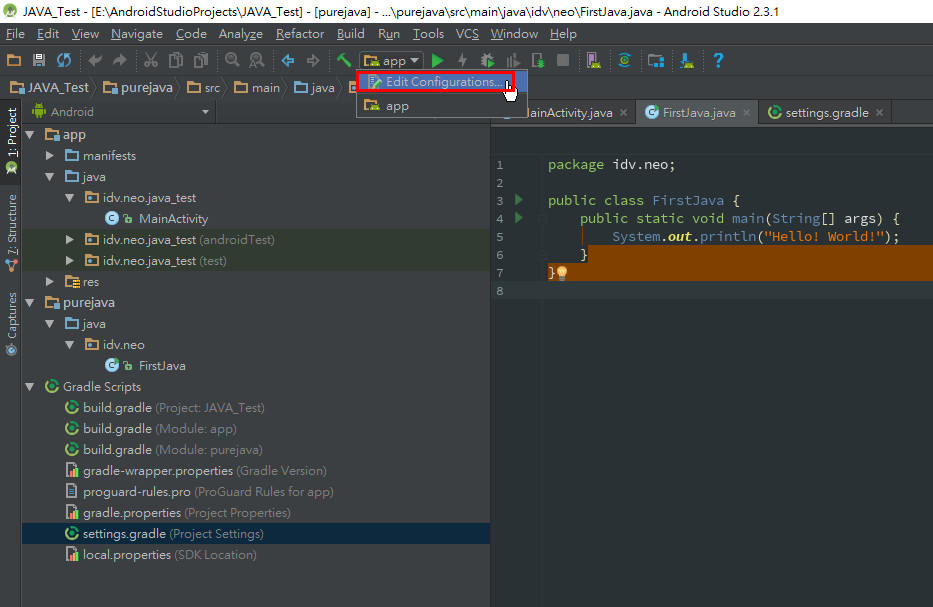 JAVA_Test - [E:\AndroidStudioProjects\JAVA_Test] - [purejava] - ...\purejava\src\main\java\idv\neo\FirstJava.java - Android Studio 2.3.1
File Edit View Navigate Code Analyze Refactor Build Run Tools VCS Window Help
app
JAVA_Test purejava src main java
Edit Configurations...
app
MainActivity.java FirstJava.java settings.gradle
1: Project
7: Structure
Captures
Android
app
manifests
java
idv.neo.java_test
MainActivity
idv.neo.java_test (androidTest)
idv.neo.java_test (test)
res
purejava
java
idv.neo
FirstJava
Gradle Scripts
build.gradle (Project: JAVA_Test)
build.gradle (Module: app)
build.gradle (Module: purejava)
gradle-wrapper.properties (Gradle Version)
proguard-rules.pro (ProGuard Rules for app)
gradle.properties (Project Properties)
settings.gradle (Project Settings)
local.properties (SDK Location)
1 package idv.neo;
2
3 public class FirstJava {
4 public static void main(String[] args) {
5 System.out.println("Hello! World!");
6 }
7 }
8